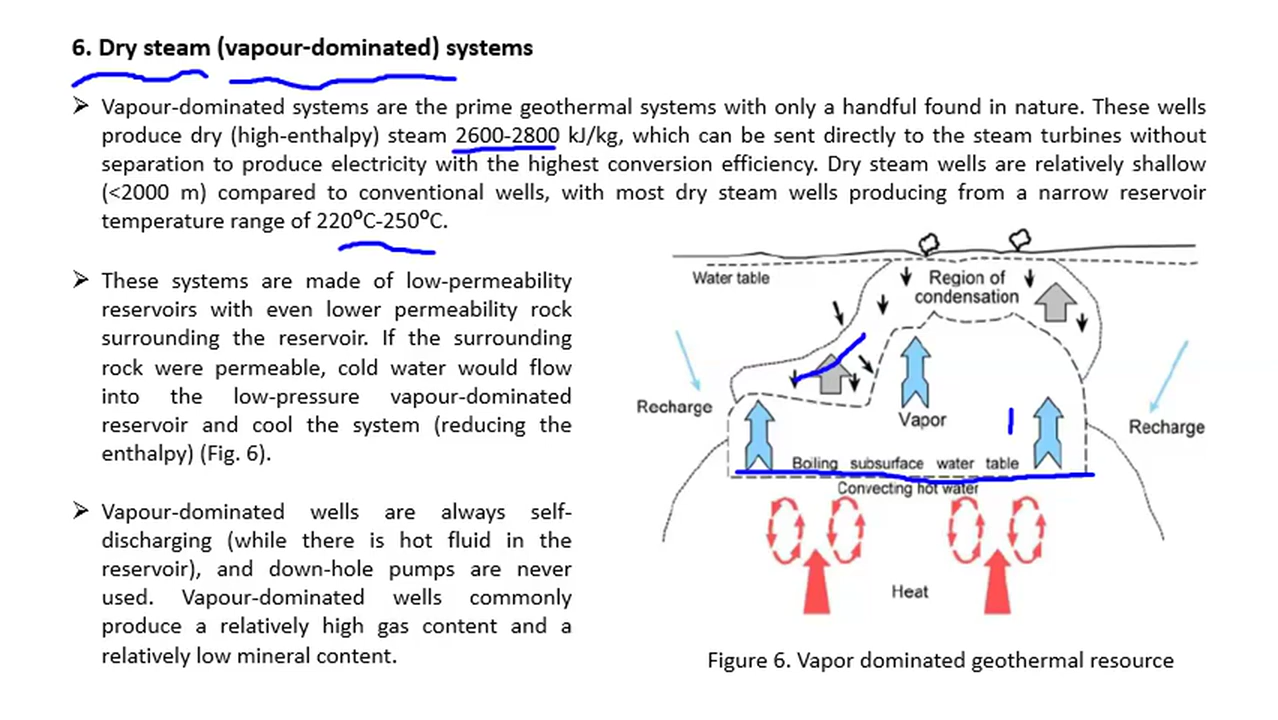 6. Dry steam (vapour-dominated) systems
➢ Vapour-dominated systems are the prime geothermal systems with only a handful found in nature. These wells
produce dry (high-enthalpy) steam 2600-2800 kJ/kg, which can be sent directly to the steam turbines without
separation to produce electricity with the highest conversion efficiency. Dry steam wells are relatively shallow
(<2000 m) compared to conventional wells, with most dry steam wells producing from a narrow reservoir
temperature range of 220⁰C-250⁰C.
➢ These systems are made of low-permeability
reservoirs with even lower permeability rock
surrounding the reservoir. If the surrounding
rock were permeable, cold water would flow
into the low-pressure vapour-dominated
reservoir and cool the system (reducing the
enthalpy) (Fig. 6).
➢ Vapour-dominated wells are always self-
discharging (while there is hot fluid in the
reservoir), and down-hole pumps are never
used. Vapour-dominated wells commonly
produce a relatively high gas content and a
relatively low mineral content.
Water table
Region of
condensation
Recharge
Vapor
Recharge
Boiling subsurface water table
Convecting hot water
Heat
Figure 6. Vapor dominated geothermal resource